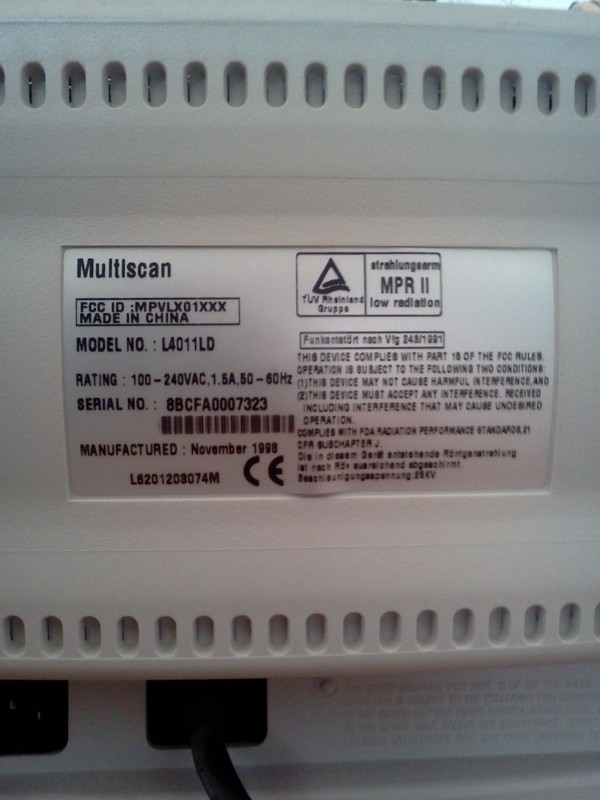 Multiscan
FCC ID :MPVLX01XXX
MADE IN CHINA
MODEL NO. : L4011LD
RATING : 100-240VAC,1.5A,50-60Hz
SERIAL NO. : 8BCFA0007323
MANUFACTURED : November 1998
L6201203074M
CE
TÜV Rheinland
Gruppe
strahlungsarm
MPR II
low radiation
Funkentstört nach Vfg 243/1991
THIS DEVICE COMPLIES WITH PART 15 OF THE FCC RULES.
OPERATION IS SUBJECT TO THE FOLLOWING TWO CONDITIONS:
(1)THIS DEVICE MAY NOT CAUSE HARMFUL INTERFERENCE,AND
(2)THIS DEVICE MUST ACCEPT ANY INTERFERENCE. RECEIVED
INCLUDING INTERFERENCE THAT MAY CAUSE UNDESIRED
OPERATION.
COMPLIES WITH FDA RADIATION PERFORMANCE STANDARDS,21
CFR SUBCHAPTER J.
Die in diesem Gerät entstehende Röntgenstrahlung
ist nach Röv ausreichend abgeschirmt.
Beschleunigungsspannung:25KV